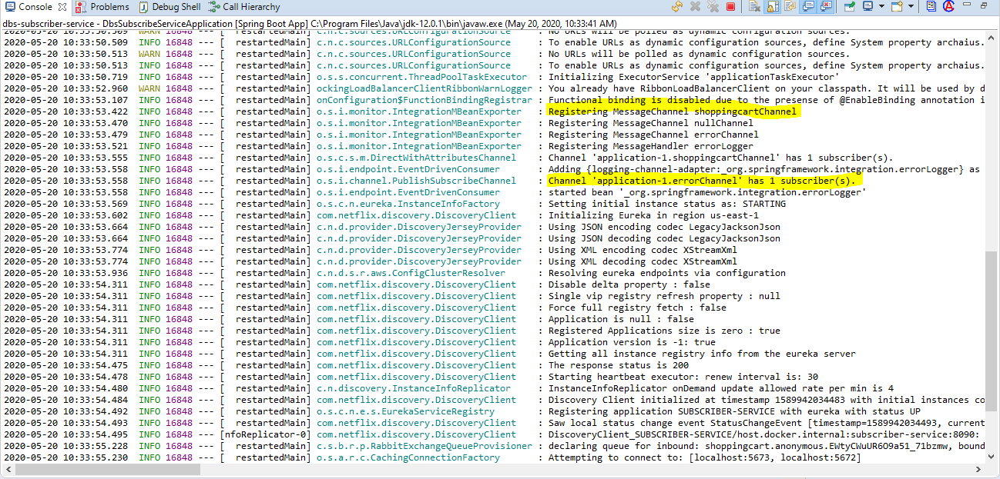 Console Problems Debug Shell Call Hierarchy
dbs-subscriber-service - DbsSubscribeServiceApplication [Spring Boot App] C:\Program Files\Java\jdk-12.0.1\bin\javaw.exe (May 20, 2020, 10:33:41 AM)
2020-05-20 10:33:50.509 WARN 16848 --- [ restartedMain] c.n.c.sources.URLConfigurationSource : No URLs will be polled as dynamic configuration sources.
2020-05-20 10:33:50.509 INFO 16848 --- [ restartedMain] c.n.c.sources.URLConfigurationSource : To enable URLs as dynamic configuration sources, define System property archaius.
2020-05-20 10:33:50.513 WARN 16848 --- [ restartedMain] c.n.c.sources.URLConfigurationSource : No URLs will be polled as dynamic configuration sources.
2020-05-20 10:33:50.513 INFO 16848 --- [ restartedMain] c.n.c.sources.URLConfigurationSource : To enable URLs as dynamic configuration sources, define System property archaius.
2020-05-20 10:33:50.719 INFO 16848 --- [ restartedMain] o.s.s.concurrent.ThreadPoolTaskExecutor : Initializing ExecutorService 'applicationTaskExecutor'
2020-05-20 10:33:52.960 WARN 16848 --- [ restartedMain] ockingLoadBalancerClientRibbonWarnLogger : You already have RibbonLoadBalancerClient on your classpath. It will be used by d
2020-05-20 10:33:53.107 INFO 16848 --- [ restartedMain] onConfiguration$FunctionBindingRegistrar : Functional binding is disabled due to the presense of @EnableBinding annotation i
2020-05-20 10:33:53.422 INFO 16848 --- [ restartedMain] o.s.i.monitor.IntegrationMBeanExporter : Registering MessageChannel shoppingcartChannel
2020-05-20 10:33:53.470 INFO 16848 --- [ restartedMain] o.s.i.monitor.IntegrationMBeanExporter : Registering MessageChannel nullChannel
2020-05-20 10:33:53.479 INFO 16848 --- [ restartedMain] o.s.i.monitor.IntegrationMBeanExporter : Registering MessageChannel errorChannel
2020-05-20 10:33:53.521 INFO 16848 --- [ restartedMain] o.s.i.monitor.IntegrationMBeanExporter : Registering MessageHandler errorLogger
2020-05-20 10:33:53.555 INFO 16848 --- [ restartedMain] o.s.c.s.m.DirectWithAttributesChannel : Channel 'application-1.shoppingcartChannel' has 1 subscriber(s).
2020-05-20 10:33:53.558 INFO 16848 --- [ restartedMain] o.s.i.endpoint.EventDrivenConsumer : Adding {logging-channel-adapter:_org.springframework.integration.errorLogger} as
2020-05-20 10:33:53.558 INFO 16848 --- [ restartedMain] o.s.i.channel.PublishSubscribeChannel : Channel 'application-1.errorChannel' has 1 subscriber(s).
2020-05-20 10:33:53.558 INFO 16848 --- [ restartedMain] o.s.i.endpoint.EventDrivenConsumer : started bean '_org.springframework.integration.errorLogger'
2020-05-20 10:33:53.569 INFO 16848 --- [ restartedMain] o.s.c.n.eureka.InstanceInfoFactory : Setting initial instance status as: STARTING
2020-05-20 10:33:53.602 INFO 16848 --- [ restartedMain] com.netflix.discovery.DiscoveryClient : Initializing Eureka in region us-east-1
2020-05-20 10:33:53.664 INFO 16848 --- [ restartedMain] c.n.d.provider.DiscoveryJerseyProvider : Using JSON encoding codec LegacyJacksonJson
2020-05-20 10:33:53.664 INFO 16848 --- [ restartedMain] c.n.d.provider.DiscoveryJerseyProvider : Using JSON decoding codec LegacyJacksonJson
2020-05-20 10:33:53.774 INFO 16848 --- [ restartedMain] c.n.d.provider.DiscoveryJerseyProvider : Using XML encoding codec XStreamXml
2020-05-20 10:33:53.774 INFO 16848 --- [ restartedMain] c.n.d.provider.DiscoveryJerseyProvider : Using XML decoding codec XStreamXml
2020-05-20 10:33:53.936 INFO 16848 --- [ restartedMain] c.n.d.s.r.aws.ConfigClusterResolver : Resolving eureka endpoints via configuration
2020-05-20 10:33:54.311 INFO 16848 --- [ restartedMain] com.netflix.discovery.DiscoveryClient : Disable delta property : false
2020-05-20 10:33:54.311 INFO 16848 --- [ restartedMain] com.netflix.discovery.DiscoveryClient : Single vip registry refresh property : null
2020-05-20 10:33:54.311 INFO 16848 --- [ restartedMain] com.netflix.discovery.DiscoveryClient : Force full registry fetch : false
2020-05-20 10:33:54.311 INFO 16848 --- [ restartedMain] com.netflix.discovery.DiscoveryClient : Application is null : false
2020-05-20 10:33:54.311 INFO 16848 --- [ restartedMain] com.netflix.discovery.DiscoveryClient : Registered Applications size is zero : true
2020-05-20 10:33:54.311 INFO 16848 --- [ restartedMain] com.netflix.discovery.DiscoveryClient : Application version is -1: true
2020-05-20 10:33:54.311 INFO 16848 --- [ restartedMain] com.netflix.discovery.DiscoveryClient : Getting all instance registry info from the eureka server
2020-05-20 10:33:54.475 INFO 16848 --- [ restartedMain] com.netflix.discovery.DiscoveryClient : The response status is 200
2020-05-20 10:33:54.478 INFO 16848 --- [ restartedMain] com.netflix.discovery.DiscoveryClient : Starting heartbeat executor: renew interval is: 30
2020-05-20 10:33:54.480 INFO 16848 --- [ restartedMain] c.n.discovery.InstanceInfoReplicator : InstanceInfoReplicator onDemand update allowed rate per min is 4
2020-05-20 10:33:54.484 INFO 16848 --- [ restartedMain] com.netflix.discovery.DiscoveryClient : Discovery Client initialized at timestamp 1589942034483 with initial instances co
2020-05-20 10:33:54.492 INFO 16848 --- [ restartedMain] o.s.c.n.e.s.EurekaServiceRegistry : Registering application SUBSCRIBER-SERVICE with eureka with status UP
2020-05-20 10:33:54.493 INFO 16848 --- [ restartedMain] com.netflix.discovery.DiscoveryClient : Saw local status change event StatusChangeEvent [timestamp=1589942034493, current
2020-05-20 10:33:54.495 INFO 16848 --- [nfoReplicator-0] com.netflix.discovery.DiscoveryClient : DiscoveryClient_SUBSCRIBER-SERVICE/host.docker.internal:subscriber-service:8090:
2020-05-20 10:33:55.228 INFO 16848 --- [ restartedMain] c.s.b.r.p.RabbitExchangeQueueProvisioner : declaring queue for inbound: shoppingcart.anonymous.EWtyCWuUR6O9a51_71bzmw, bound
2020-05-20 10:33:55.230 INFO 16848 --- [ restartedMain] o.s.a.r.c.CachingConnectionFactory : Attempting to connect to: [localhost:5673, localhost:5672]